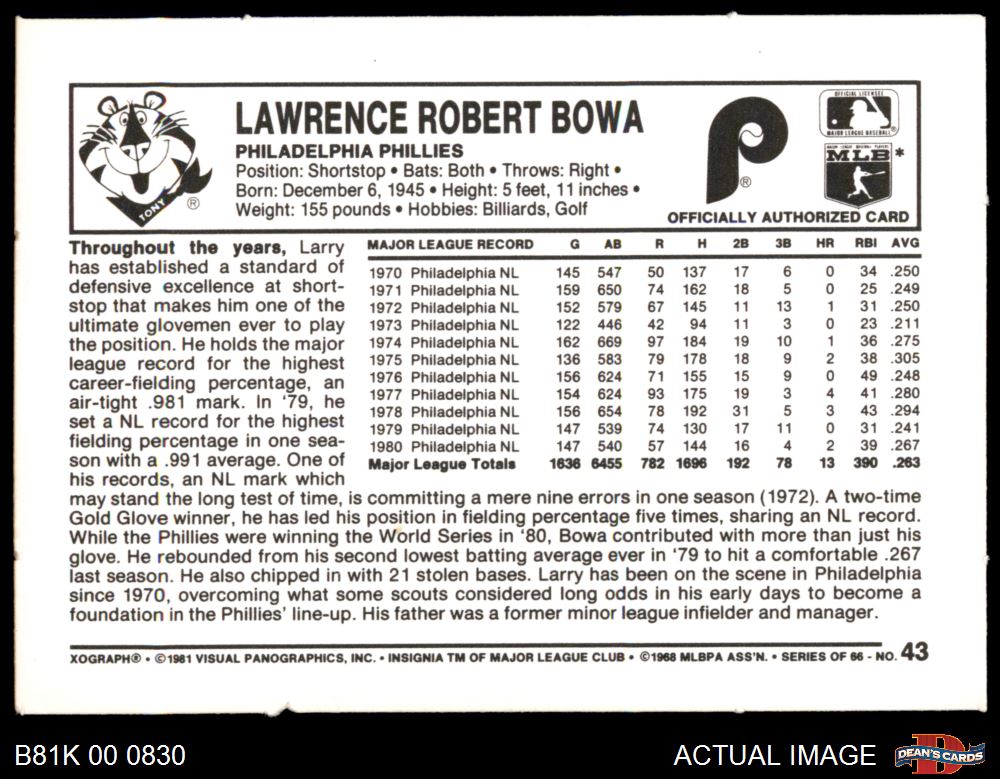 TONY ®
LAWRENCE ROBERT BOWA
PHILADELPHIA PHILLIES
Position: Shortstop • Bats: Both • Throws: Right •
Born: December 6, 1945 • Height: 5 feet, 11 inches •
Weight: 155 pounds • Hobbies: Billiards, Golf
P ®
OFFICIAL LICENSEE
MAJOR LEAGUE BASEBALL ®
MAJOR LEAGUE BASEBALL PLAYERS
MLB *
OFFICIALLY AUTHORIZED CARD
Throughout the years, Larry
has established a standard of
defensive excellence at short-
stop that makes him one of the
ultimate glovemen ever to play
the position. He holds the major
league record for the highest
career-fielding percentage, an
air-tight .981 mark. In '79, he
set a NL record for the highest
fielding percentage in one sea-
son with a .991 average. One of
his records, an NL mark which
MAJOR LEAGUE RECORD G AB R H 2B 3B HR RBI AVG
1970 Philadelphia NL 145 547 50 137 17 6 0 34 .250
1971 Philadelphia NL 159 650 74 162 18 5 0 25 .249
1972 Philadelphia NL 152 579 67 145 11 13 1 31 .250
1973 Philadelphia NL 122 446 42 94 11 3 0 23 .211
1974 Philadelphia NL 162 669 97 184 19 10 1 36 .275
1975 Philadelphia NL 136 583 79 178 18 9 2 38 .305
1976 Philadelphia NL 156 624 71 155 15 9 0 49 .248
1977 Philadelphia NL 154 624 93 175 19 3 4 41 .280
1978 Philadelphia NL 156 654 78 192 31 5 3 43 .294
1979 Philadelphia NL 147 539 74 130 17 11 0 31 .241
1980 Philadelphia NL 147 540 57 144 16 4 2 39 .267
Major League Totals 1636 6455 782 1696 192 78 13 390 .263
may stand the long test of time, is committing a mere nine errors in one season (1972). A two-time
Gold Glove winner, he has led his position in fielding percentage five times, sharing an NL record.
While the Phillies were winning the World Series in '80, Bowa contributed with more than just his
glove. He rebounded from his second lowest batting average ever in '79 to hit a comfortable .267
last season. He also chipped in with 21 stolen bases. Larry has been on the scene in Philadelphia
since 1970, overcoming what some scouts considered long odds in his early days to become a
foundation in the Phillies' line-up. His father was a former minor league infielder and manager.
XOGRAPH® • ©1981 VISUAL PANOGRAPHICS, INC. • INSIGNIA TM OF MAJOR LEAGUE CLUB • ©1968 MLBPA ASS'N. • SERIES OF 66 - NO. 43
B81K 00 0830
ACTUAL IMAGE
D DEAN'S CARDS